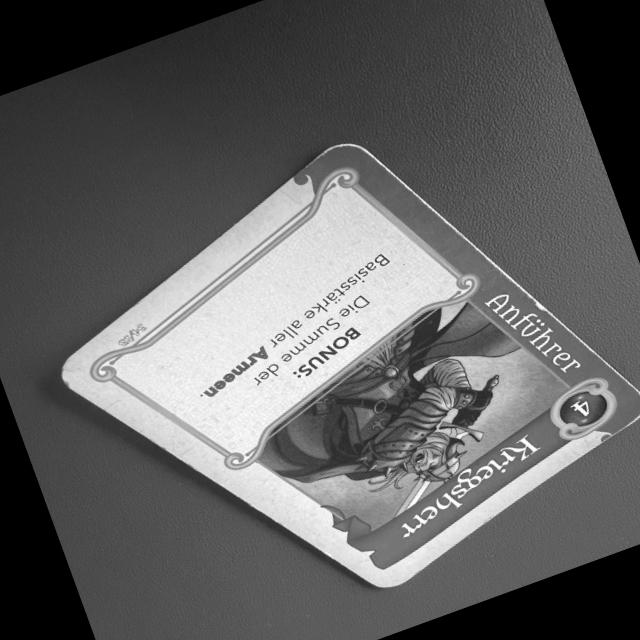 4
Kriegsherr
Anführer
BONUS:
Die Summe der
Basisstärke aller Armeen.